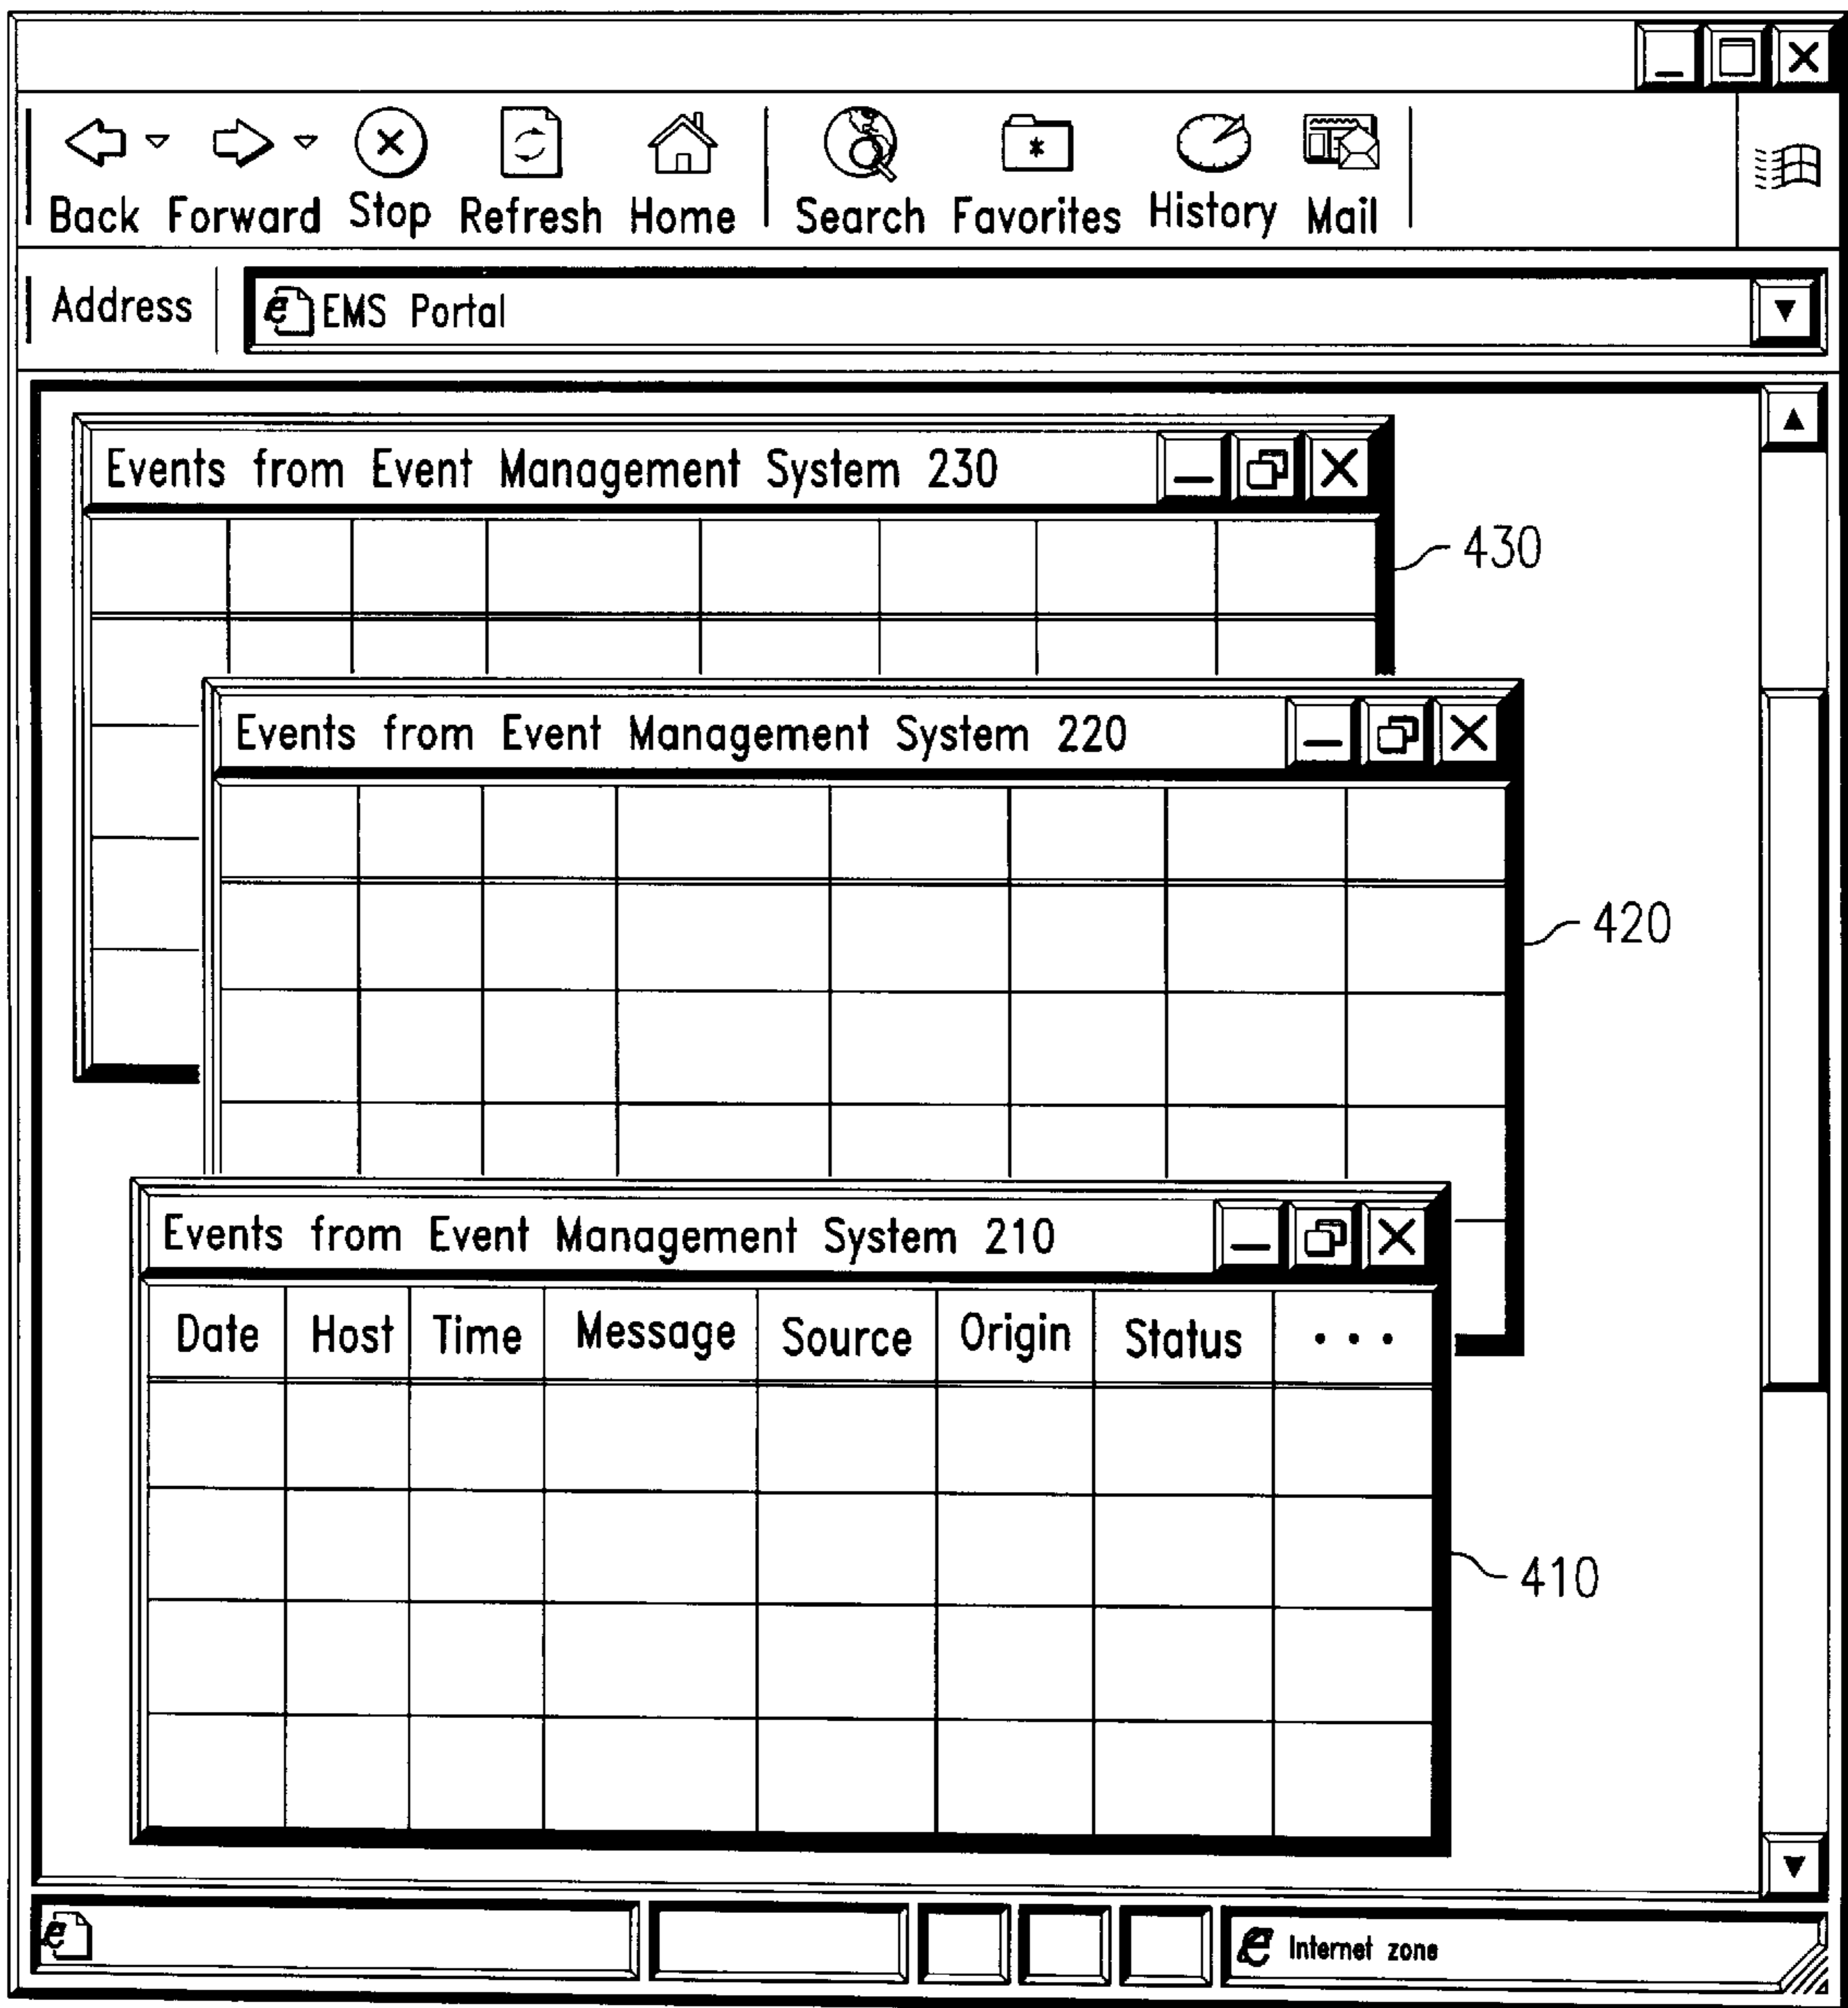 Back Forward Stop Refresh Home Search Favorites History Mail
Address EMS Portal
Events from Event Management System 230
430
Events from Event Management System 220
420
Events from Event Management System 210
Date Host Time Message Source Origin Status ...
410
Internet zone